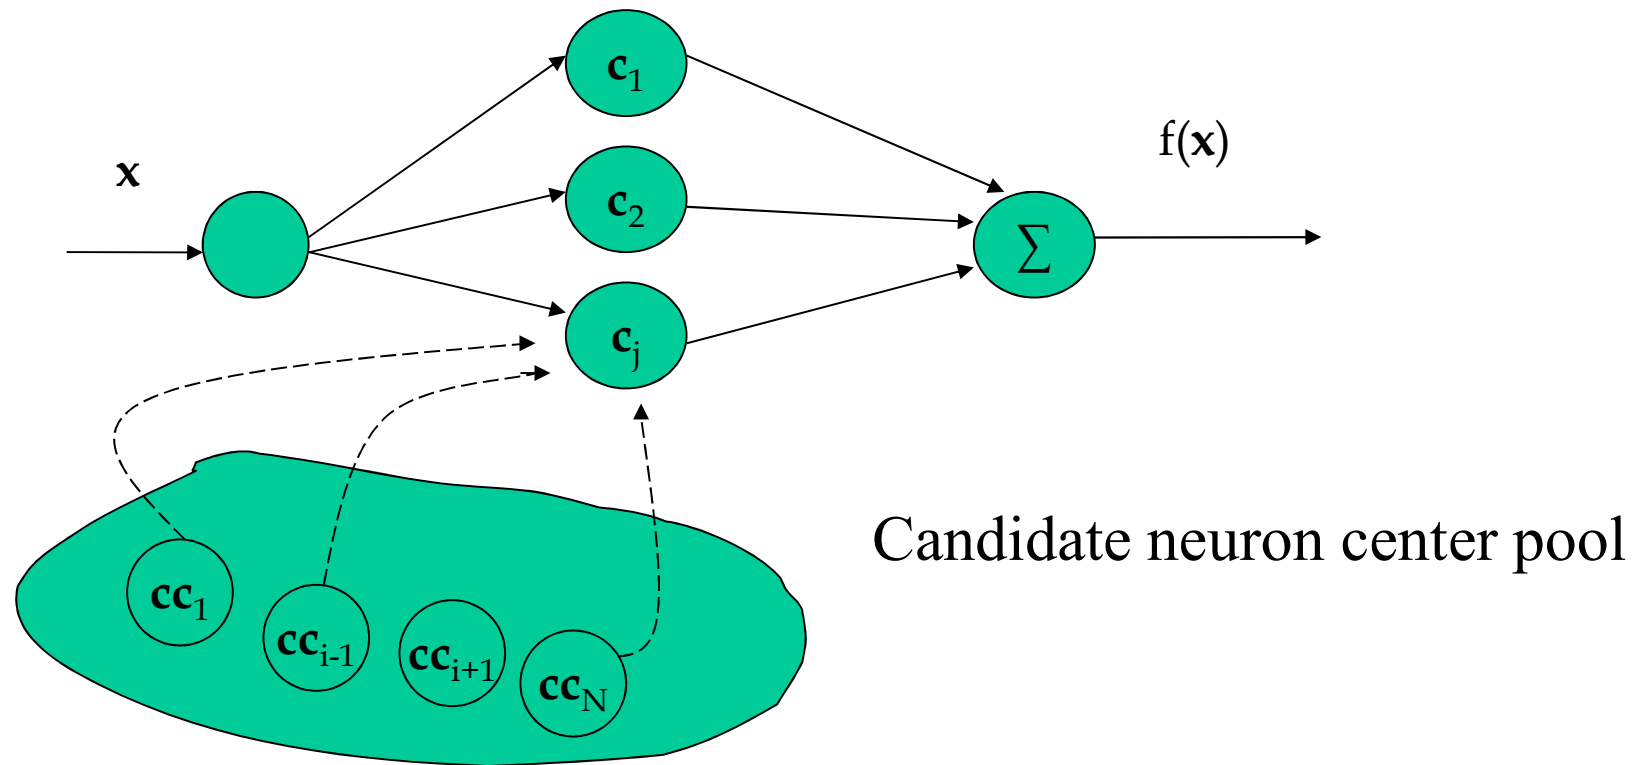 c1
x
f(x)
c2
∑
cj
Candidate neuron center pool
cc1
cci-1
cci+1
ccN